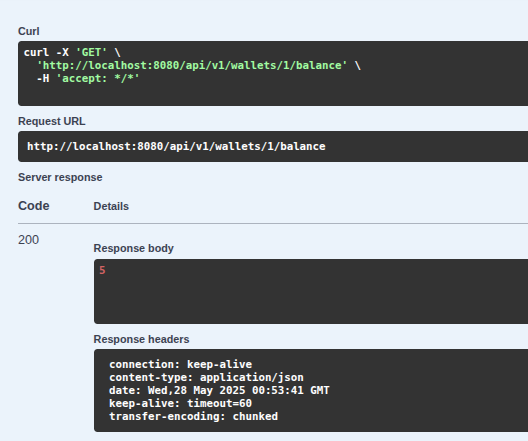 Curl
curl -X 'GET' \
  'http://localhost:8080/api/v1/wallets/1/balance' \
  -H 'accept: */*'
Request URL
http://localhost:8080/api/v1/wallets/1/balance
Server response
Code Details
200
Response body
5
Response headers
connection: keep-alive
content-type: application/json
date: Wed,28 May 2025 00:53:41 GMT
keep-alive: timeout=60
transfer-encoding: chunked